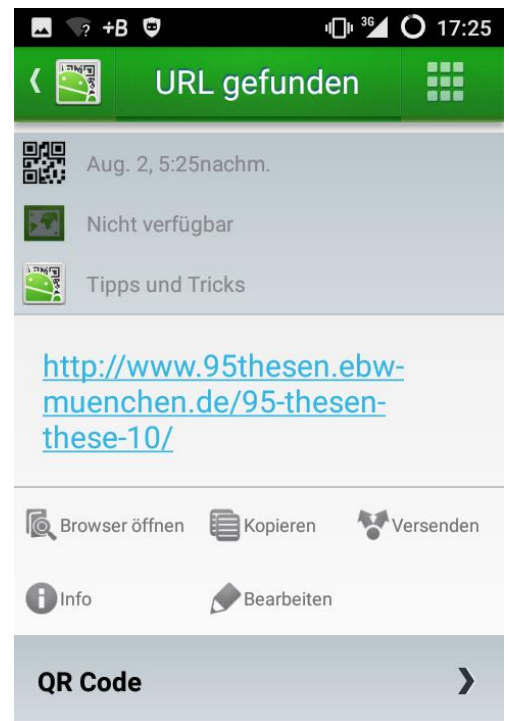 ? +B 3G 17:25
URL gefunden
Aug. 2, 5:25nachm.
Nicht verfügbar
Tipps und Tricks
http://www.95thesen.ebw-
muenchen.de/95-thesen-
these-10/
Browser öffnen Kopieren Versenden
Info Bearbeiten
QR Code